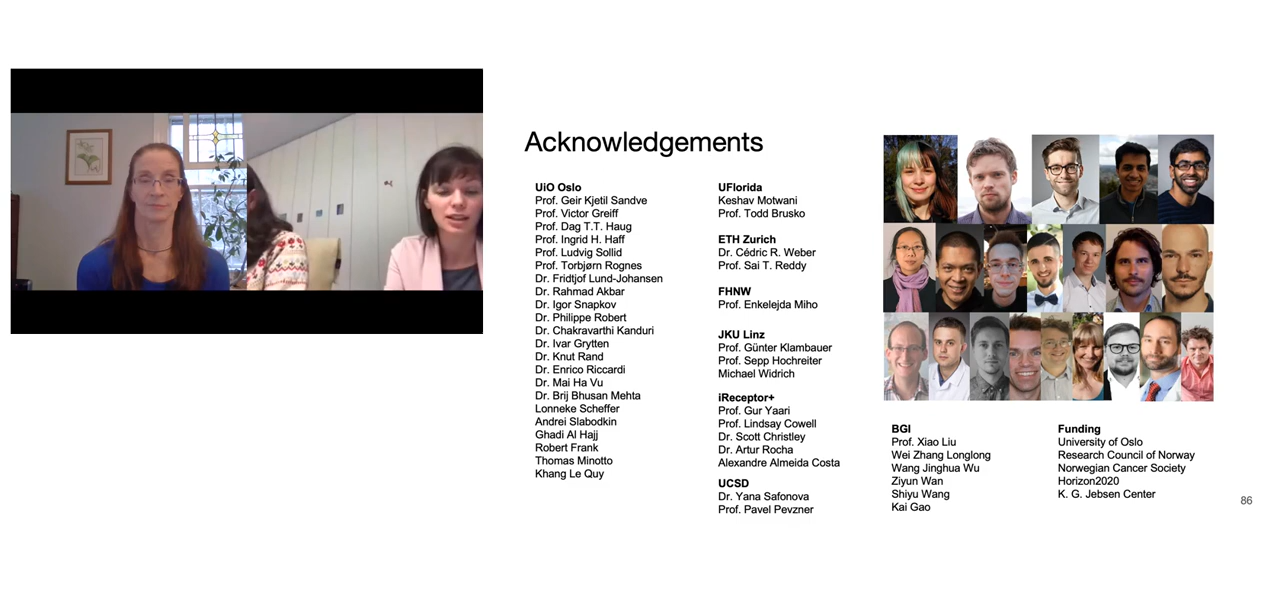 Acknowledgements
UiO Oslo
Prof. Geir Kjetil Sandve
Prof. Victor Greiff
Prof. Dag T.T. Haug
Prof. Ingrid H. Haff
Prof. Ludvig Sollid
Prof. Torbjørn Rognes
Dr. Fridtjof Lund-Johansen
Dr. Rahmad Akbar
Dr. Igor Snapkov
Dr. Philippe Robert
Dr. Chakravarthi Kanduri
Dr. Ivar Grytten
Dr. Knut Rand
Dr. Enrico Riccardi
Dr. Mai Ha Vu
Dr. Brij Bhusan Mehta
Lonneke Scheffer
Andrei Slabodkin
Ghadi Al Hajj
Robert Frank
Thomas Minotto
Khang Le Quy
UFlorida
Keshav Motwani
Prof. Todd Brusko
ETH Zurich
Dr. Cédric R. Weber
Prof. Sai T. Reddy
FHNW
Prof. Enkelejda Miho
JKU Linz
Prof. Günter Klambauer
Prof. Sepp Hochreiter
Michael Widrich
iReceptor+
Prof. Gur Yaari
Prof. Lindsay Cowell
Dr. Scott Christley
Dr. Artur Rocha
Alexandre Almeida Costa
UCSD
Dr. Yana Safonova
Prof. Pavel Pevzner
BGI
Prof. Xiao Liu
Wei Zhang Longlong
Wang Jinghua Wu
Ziyun Wan
Shiyu Wang
Kai Gao
Funding
University of Oslo
Research Council of Norway
Norwegian Cancer Society
Horizon2020
K. G. Jebsen Center
86